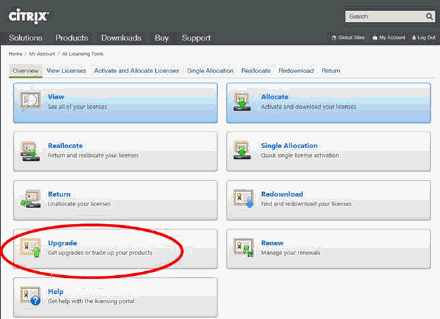 CITRIX
Search
Solutions Products Downloads Buy Support
Global Sites My Account Log Out
Home / My Account / All Licensing Tools
Overview View Licenses Activate and Allocate Licenses Single Allocation Reallocate Redownload Return
View
See all of your licenses
Allocate
Activate and download your licenses
Reallocate
Return and reallocate your licenses
Single Allocation
Quick single license activation
Return
Unallocate your licenses
Redownload
Find and redownload your licenses
Upgrade
Get upgrades or trade up your products
Renew
Manage your renewals
Help
Get help with the licensing portal